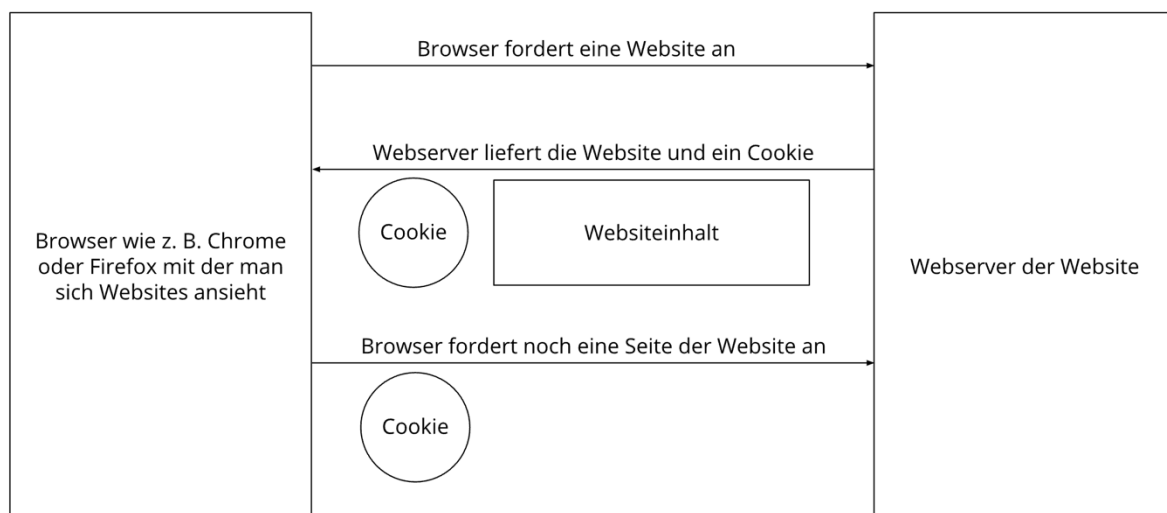 Browser fordert eine Website an
Webserver liefert die Website und ein Cookie
Cookie
Websiteinhalt
Browser wie z. B. Chrome
oder Firefox mit der man
sich Websites ansieht
Webserver der Website
Browser fordert noch eine Seite der Website an
Cookie